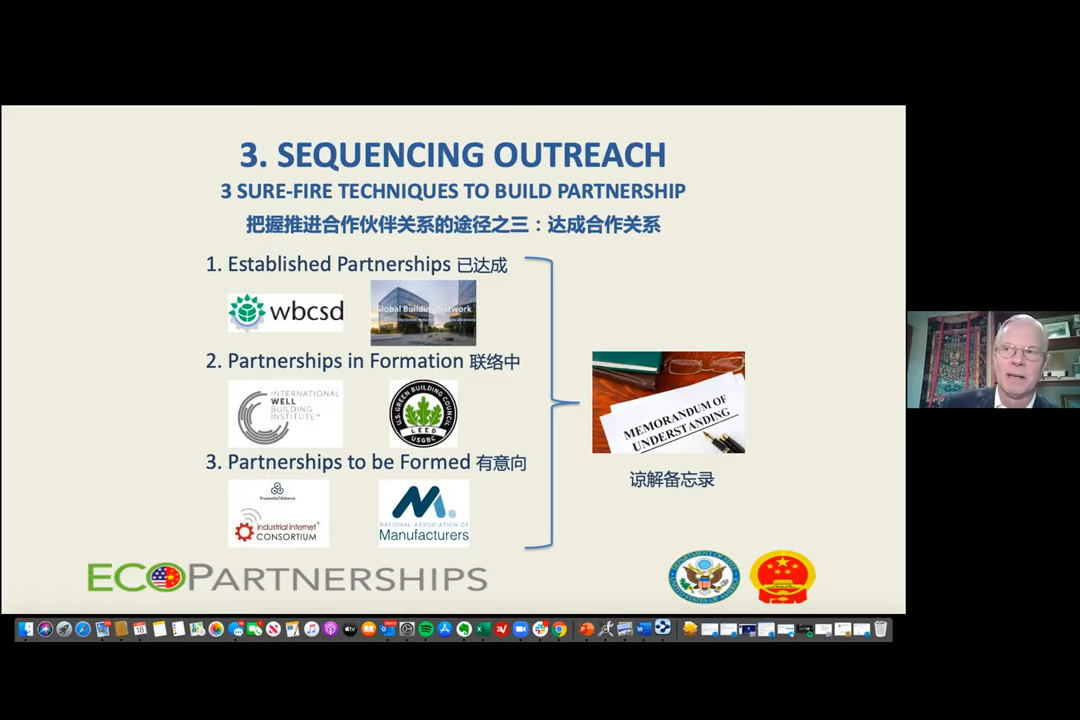 3. SEQUENCING OUTREACH
3 SURE-FIRE TECHNIQUES TO BUILD PARTNERSHIP
把握推进合作伙伴关系的途径之三：达成合作关系
1. Established Partnerships 已达成
wbcsd
Global Building Network
2. Partnerships in Formation 联络中
INTERNATIONAL
WELL
BUILDING
INSTITUTE™
U.S. GREEN BUILDING COUNCIL
LEED
USGBC
MEMORANDUM OF
UNDERSTANDING
谅解备忘录
3. Partnerships to be Formed 有意向
industrial internet
CONSORTIUM
M.
NATIONAL ASSOCIATION OF
Manufacturers
ECOPARTNERSHIPS